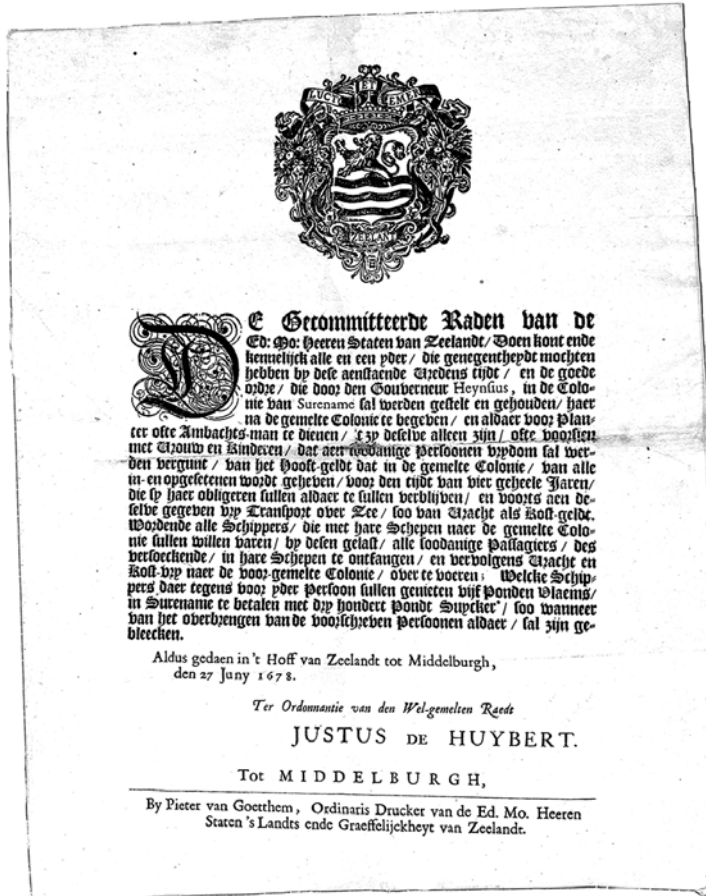 LUCTOR ET EMERGO
ZEELANT
DE Gecommitteerde Raden van de
Ed: Mo: Heeren Staten van Zeelandt / Doen kont ende
kennelijck alle en een yder / die genegentheydt mochten
hebben by dese aenstaende Vredens tijdt / en de goede
ordre / die door den Gouverneur Heynsius, in de Colo-
nie van Surename sal werden gestelt en gehouden / haer
na de gemelte Colonie te begeven / en aldaer voor Plan-
ter ofte Ambachts-man te dienen / 't zy deselve alleen zijn / ofte voorsien
met Vrouw en Kinderen / dat aen soodanige Persoonen vrydom sal wer-
den vergunt / van het Hooft-geldt dat in de gemelte Colonie / van alle
in- en opgesetenen wordt geheven / voor den tijdt van vier geheele Jaren /
die sy haer obligeren sullen aldaer te sullen verblijven / en voorts aen de-
selve gegeven vry Transport over Zee / soo van Vracht als Kost-geldt.
Wordende alle Schippers / die met hare Schepen naer de gemelte Colo-
nie sullen willen varen / by desen gelast / alle soodanige Passagiers / des
versoeckende / in hare Schepen te ontfangen / en vervolgens Vracht en
Kost-vry naer de voor-gemelte Colonie / over te voeren; Welcke Schip-
pers daer tegens voor yder Persoon sullen genieten vijf Ponden Vlaems /
in Surename te betalen met dry hondert Pondt Suycker / soo wanneer
van het overbrengen van de voorschreven Persoonen aldaer / sal zijn ge-
bleecken.
Aldus gedaen in 't Hoff van Zeelandt tot Middelburgh,
den 27 Juny 1678.
Ter Ordonnantie van den Wel-gemelten Raedt
JUSTUS DE HUYBERT.
Tot MIDDELBURGH,
By Pieter van Goetthem, Ordinaris Drucker van de Ed. Mo. Heeren
Staten 's Landts ende Graeffelijckheyt van Zeelandt.